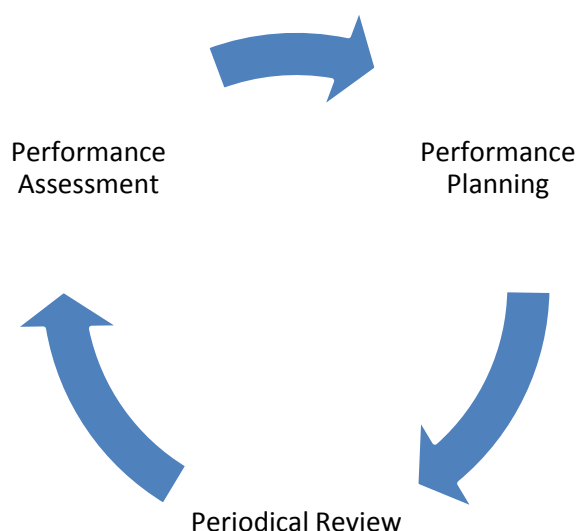 Performance
Assessment
Performance
Planning
Periodical Review